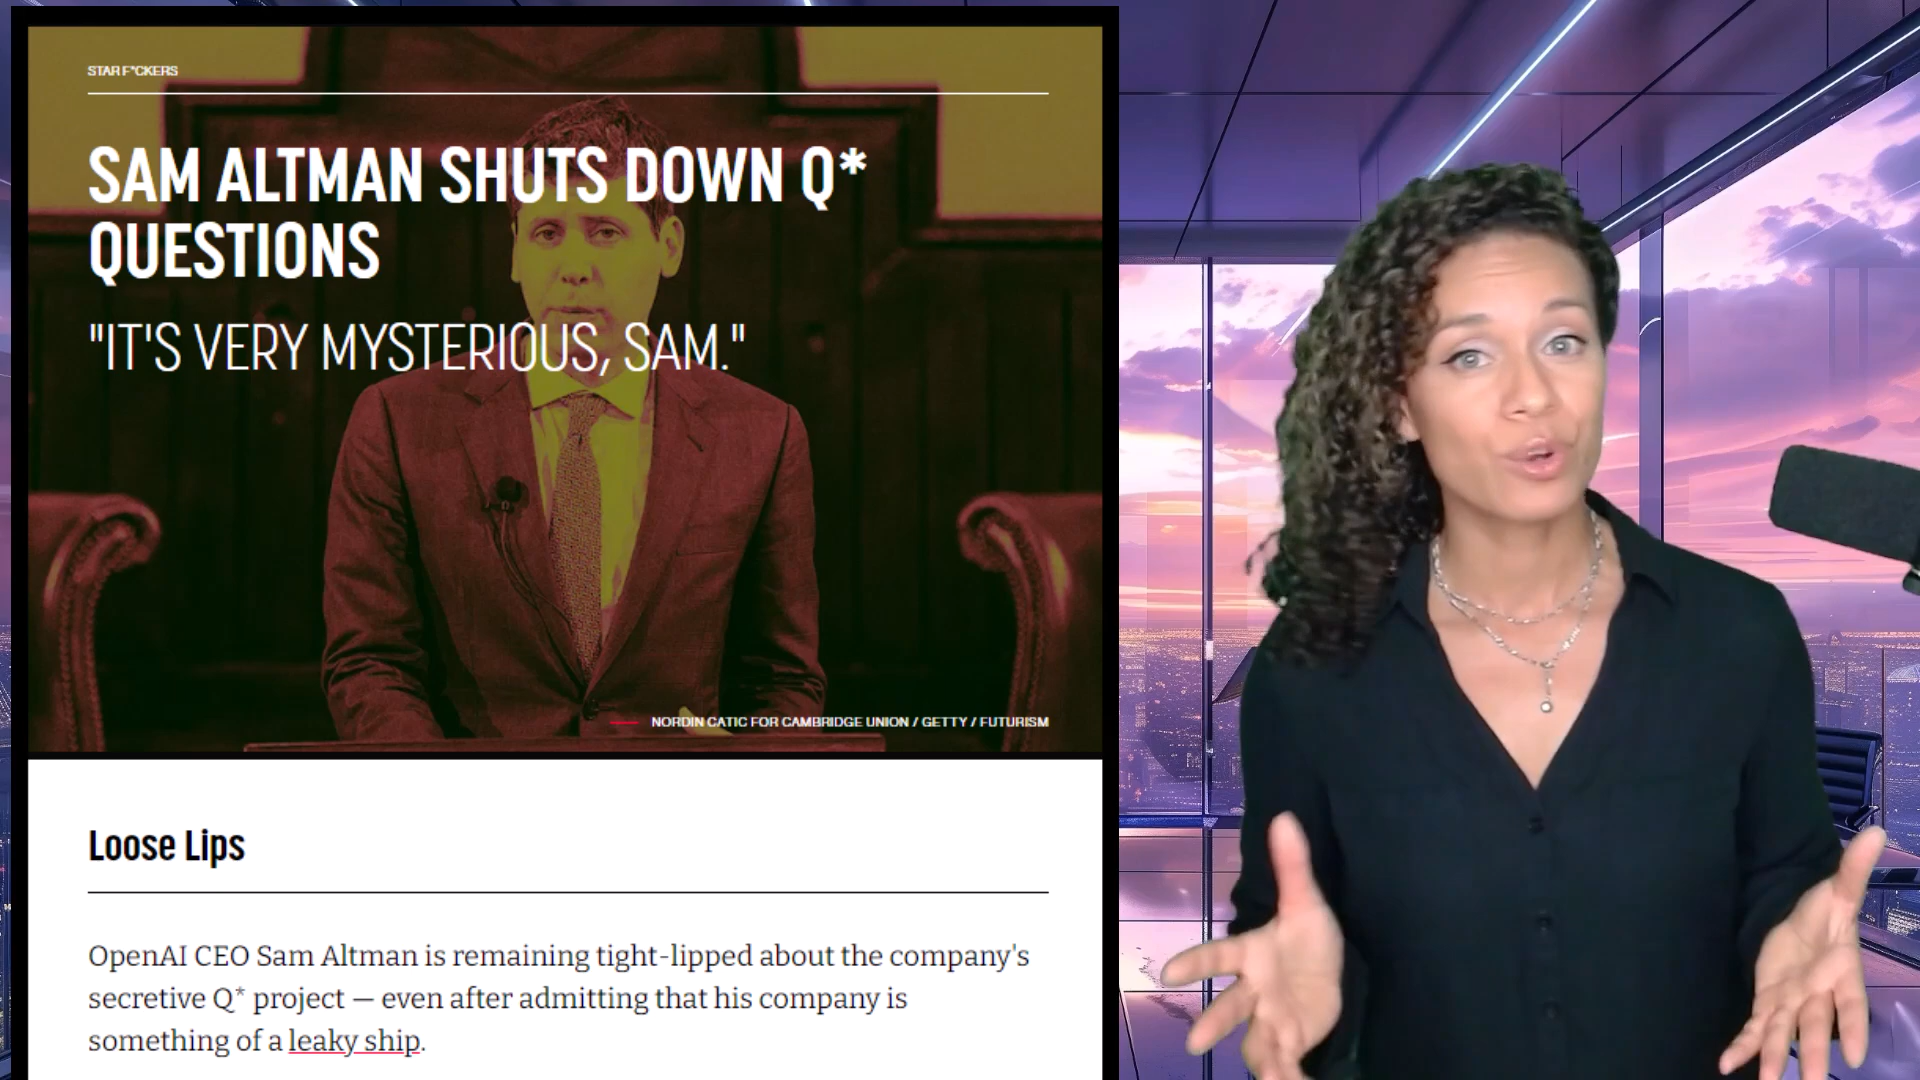 STAR F*CKERS
SAM ALTMAN SHUTS DOWN Q*
QUESTIONS
"IT'S VERY MYSTERIOUS, SAM."
NORDIN CATIC FOR CAMBRIDGE UNION / GETTY / FUTURISM
Loose Lips
OpenAI CEO Sam Altman is remaining tight-lipped about the company's
secretive Q* project — even after admitting that his company is
something of a leaky ship.